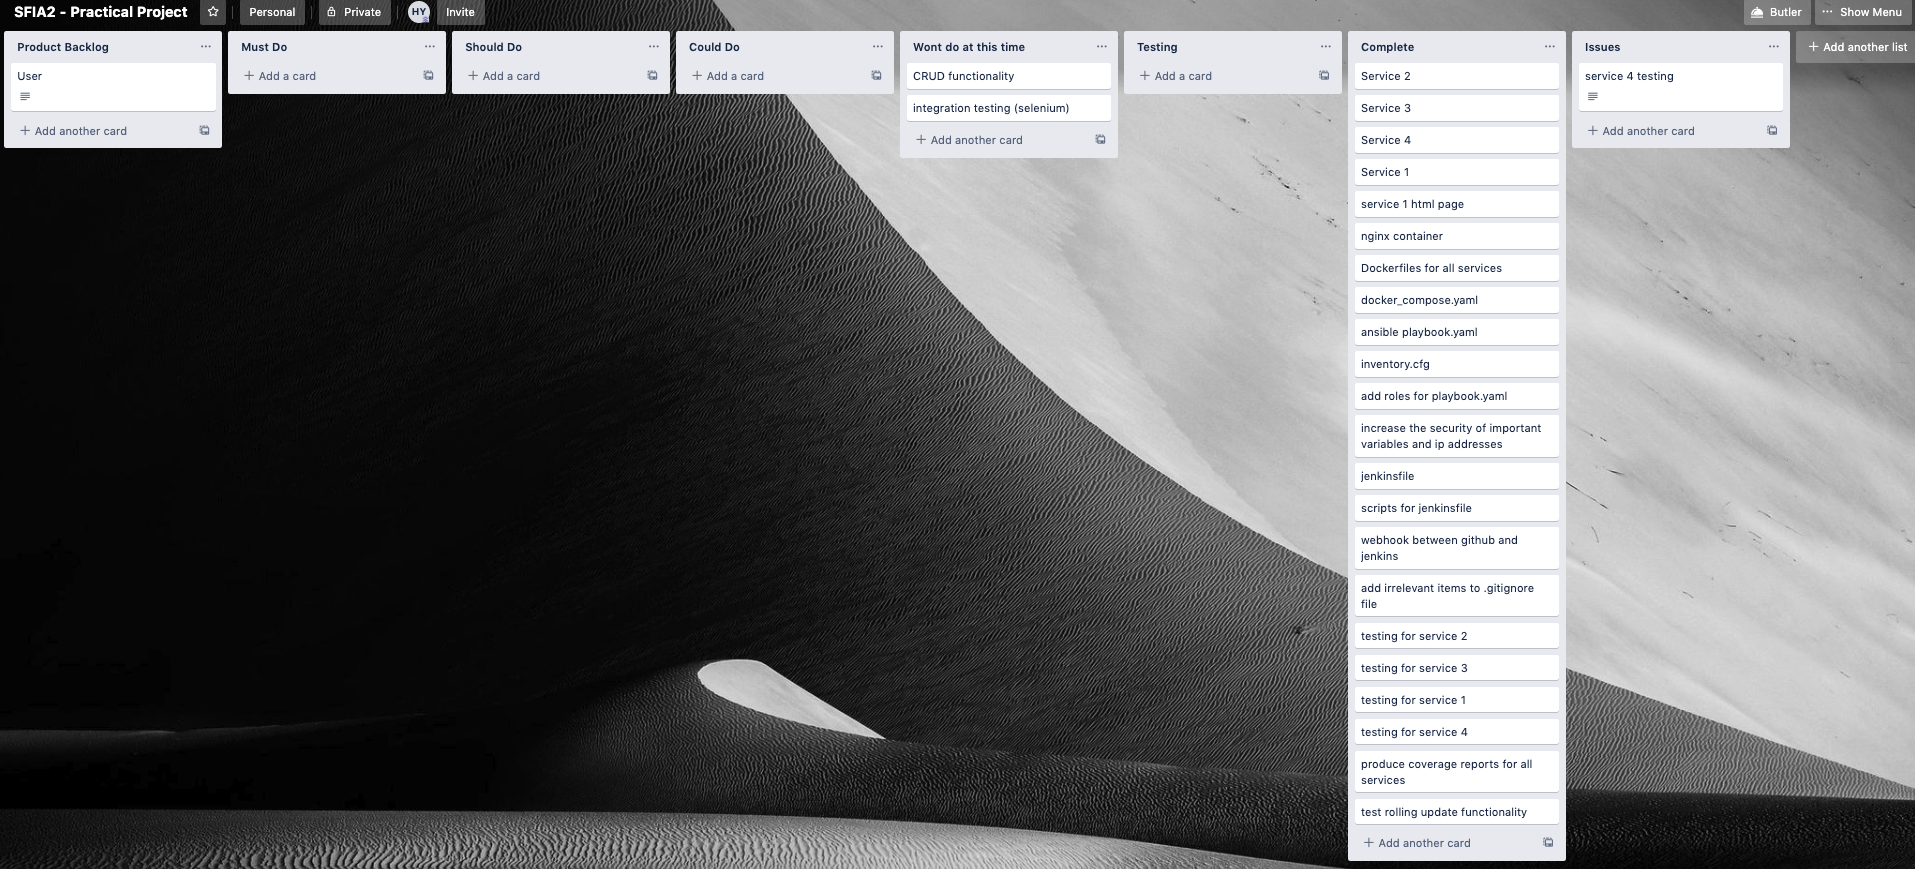 SFIA2 - Practical Project
Personal
Private
HY
Invite
Butler
Show Menu
Product Backlog
User
Add another card
Must Do
Add a card
Should Do
Add a card
Could Do
Add a card
Wont do at this time
CRUD functionality
integration testing (selenium)
Add another card
Testing
Add a card
Complete
Service 2
Service 3
Service 4
Service 1
service 1 html page
nginx container
Dockerfiles for all services
docker_compose.yaml
ansible playbook.yaml
inventory.cfg
add roles for playbook.yaml
increase the security of important
variables and ip addresses
jenkinsfile
scripts for jenkinsfile
webhook between github and
jenkins
add irrelevant items to .gitignore
file
testing for service 2
testing for service 3
testing for service 1
testing for service 4
produce coverage reports for all
services
test rolling update functionality
Add another card
Issues
service 4 testing
Add another card
Add another list